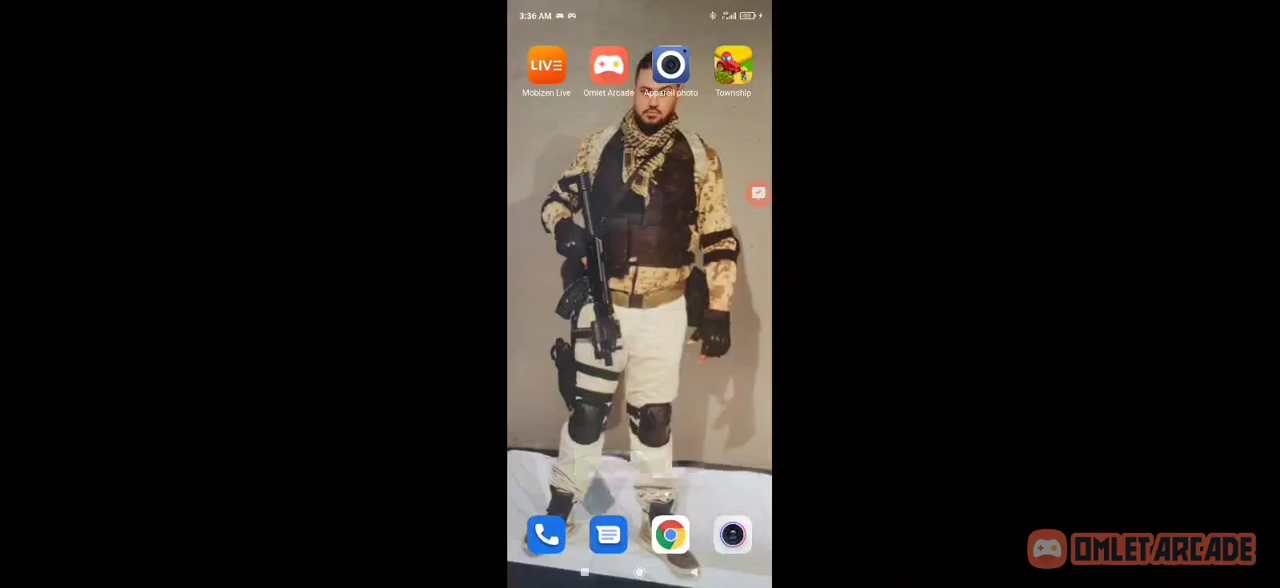 3:36 AM
LIVE
Mobizen Live
Omlet Arcade
Appareil photo
Township
OMLET ARCADE